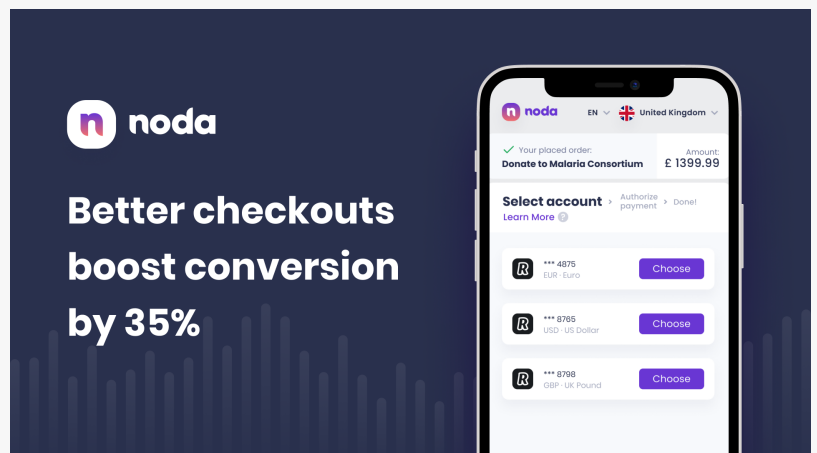 noda
Better checkouts
boost conversion
by 35%
noda
EN
United Kingdom
Your placed order:
Donate to Malaria Consortium
Amount:
£ 1399.99
Select account
Authorize
payment
Done!
Learn More ?
*** 4875
EUR · Euro
Choose
*** 8765
USD · US Dollar
Choose
*** 8798
GBP · UK Pound
Choose